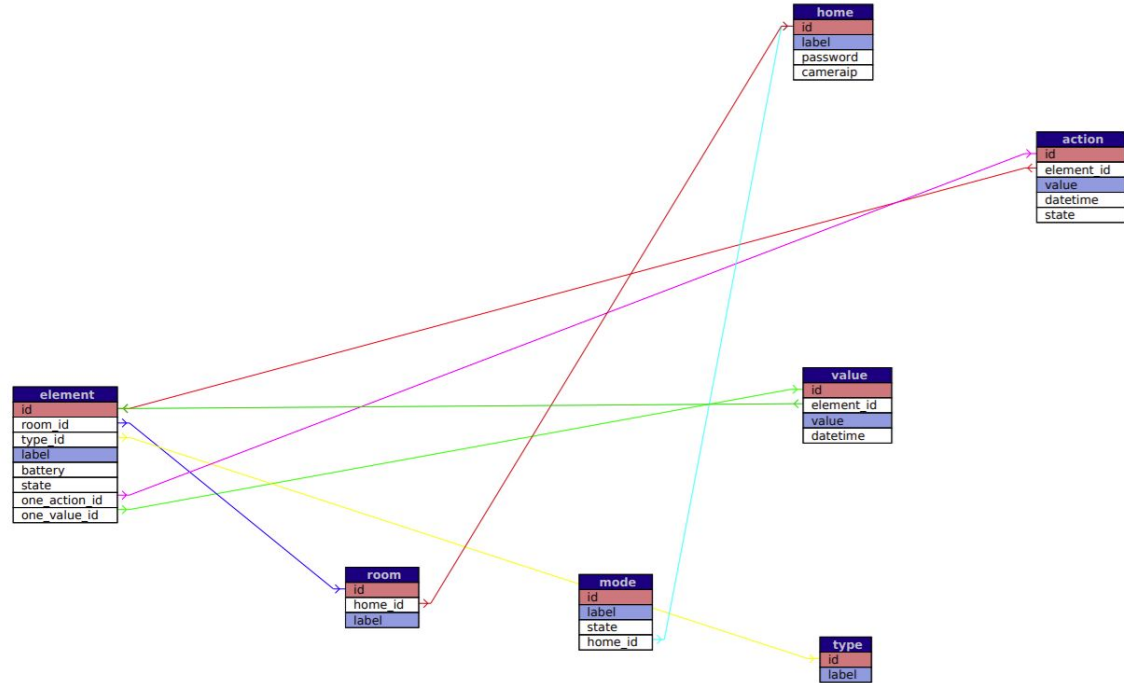 home
id
label
password
cameraip
action
id
element_id
value
datetime
state
element
id
room_id
type_id
label
battery
state
one_action_id
one_value_id
value
id
element_id
value
datetime
room
id
home_id
label
mode
id
label
state
home_id
type
id
label